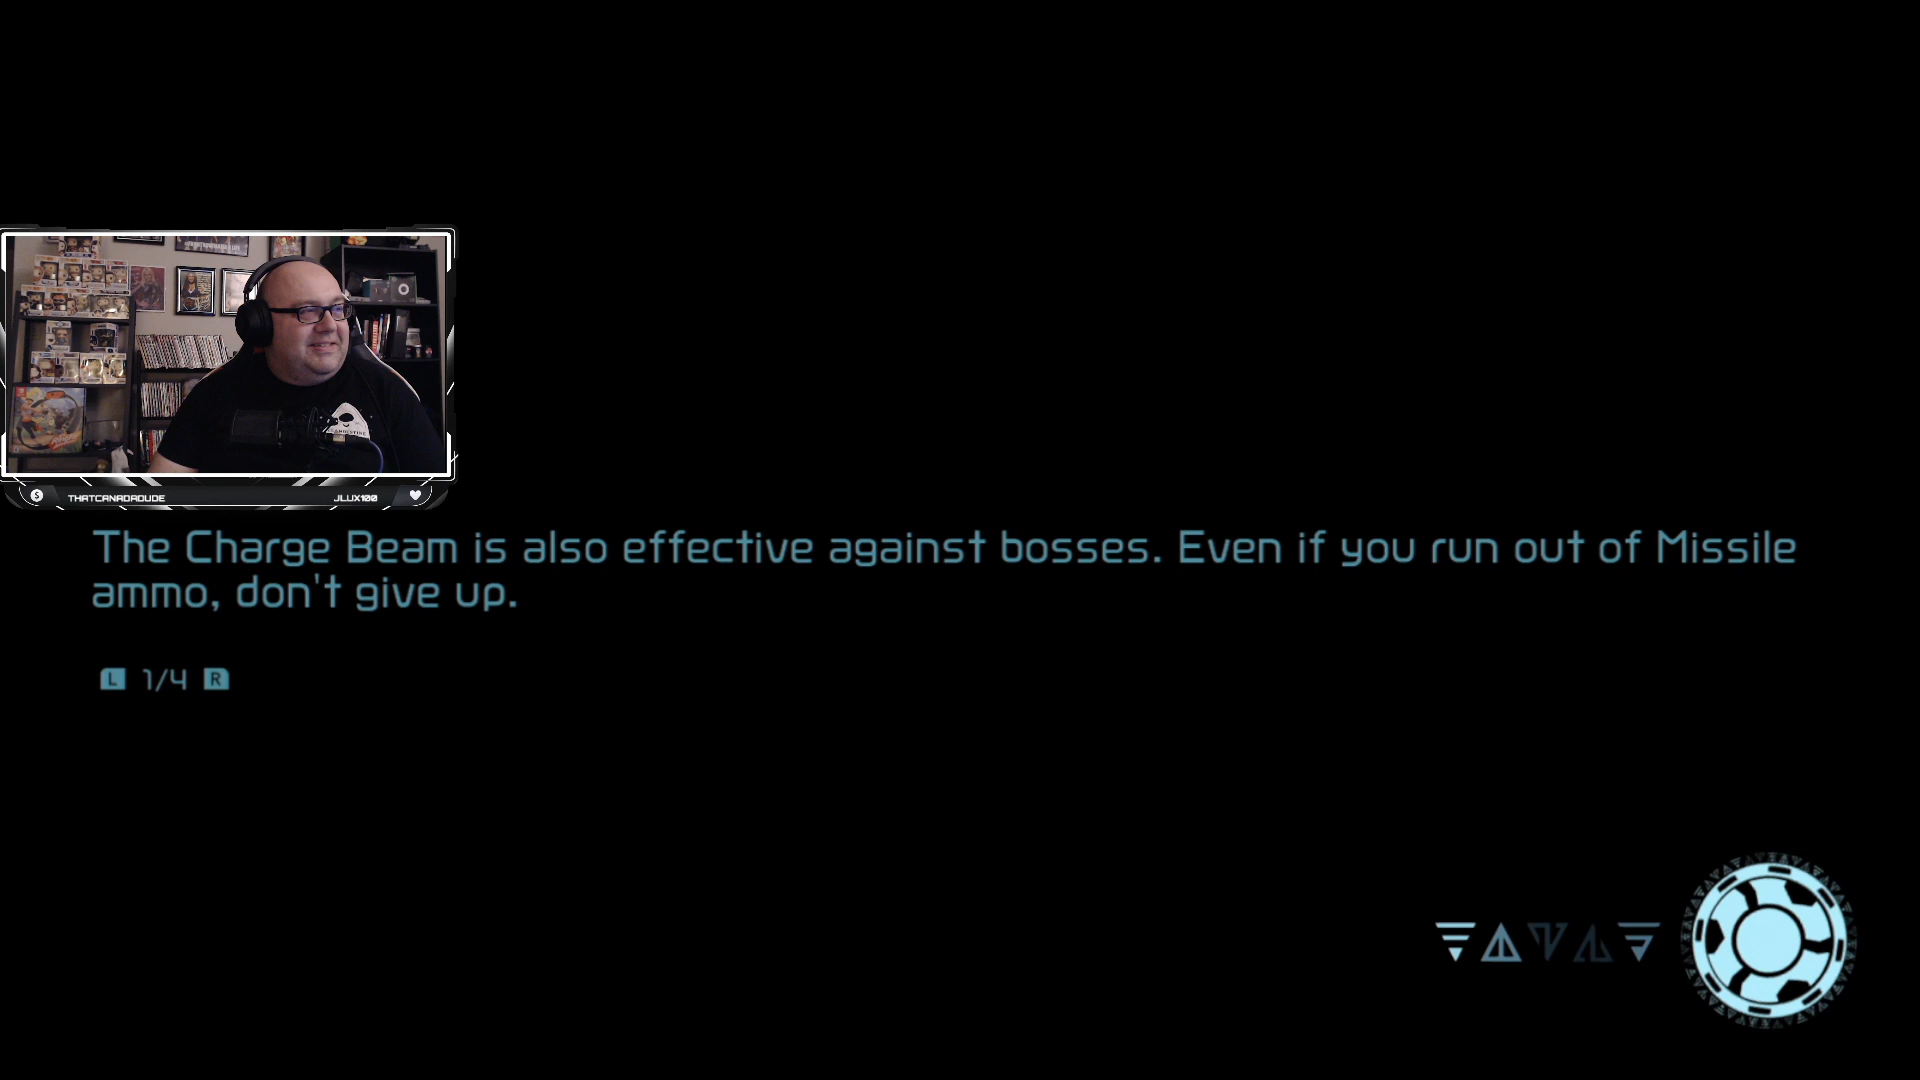 THATCANADADUDE
JLUX100
The Charge Beam is also effective against bosses. Even if you run out of Missile
ammo, don't give up.
L 1/4 R